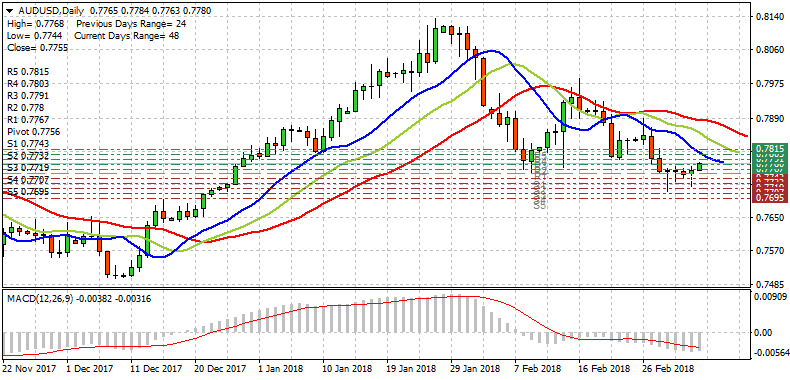 AUDUSD,Daily 0.7765 0.7784 0.7763 0.7780
High= 0.7768 Previous Days Range= 24
Low= 0.7744 Current Days Range= 48
Close= 0.7755
R5 0.7815
R4 0.7803
R3 0.7791
R2 0.778
R1 0.7767
Pivot 0.7756
S1 0.7743
S2 0.7732
S3 0.7719
S4 0.7707
S5 0.7695
0.8140
0.8060
0.7975
0.7890
0.7815
0.7695
0.7650
0.7570
0.7485
MACD(12,26,9) -0.00382 -0.00316
0.00909
0.00
-0.00564
22 Nov 2017 1 Dec 2017 11 Dec 2017 20 Dec 2017 1 Jan 2018 10 Jan 2018 19 Jan 2018 29 Jan 2018 7 Feb 2018 16 Feb 2018 26 Feb 2018